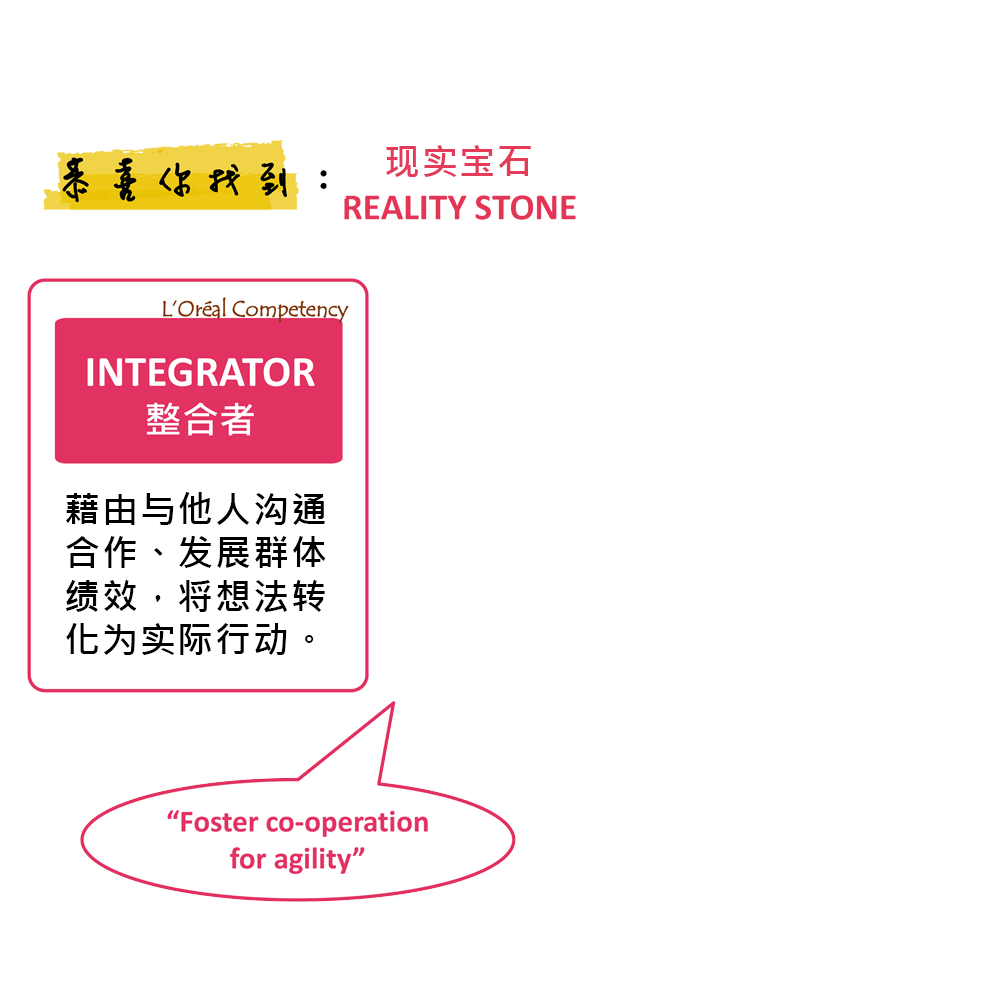 恭喜你找到：
现实宝石
REALITY STONE
L'Oréal Competency
INTEGRATOR
整合者
藉由与他人沟通
合作、发展群体
绩效，将想法转
化为实际行动。
“Foster co-operation
for agility”